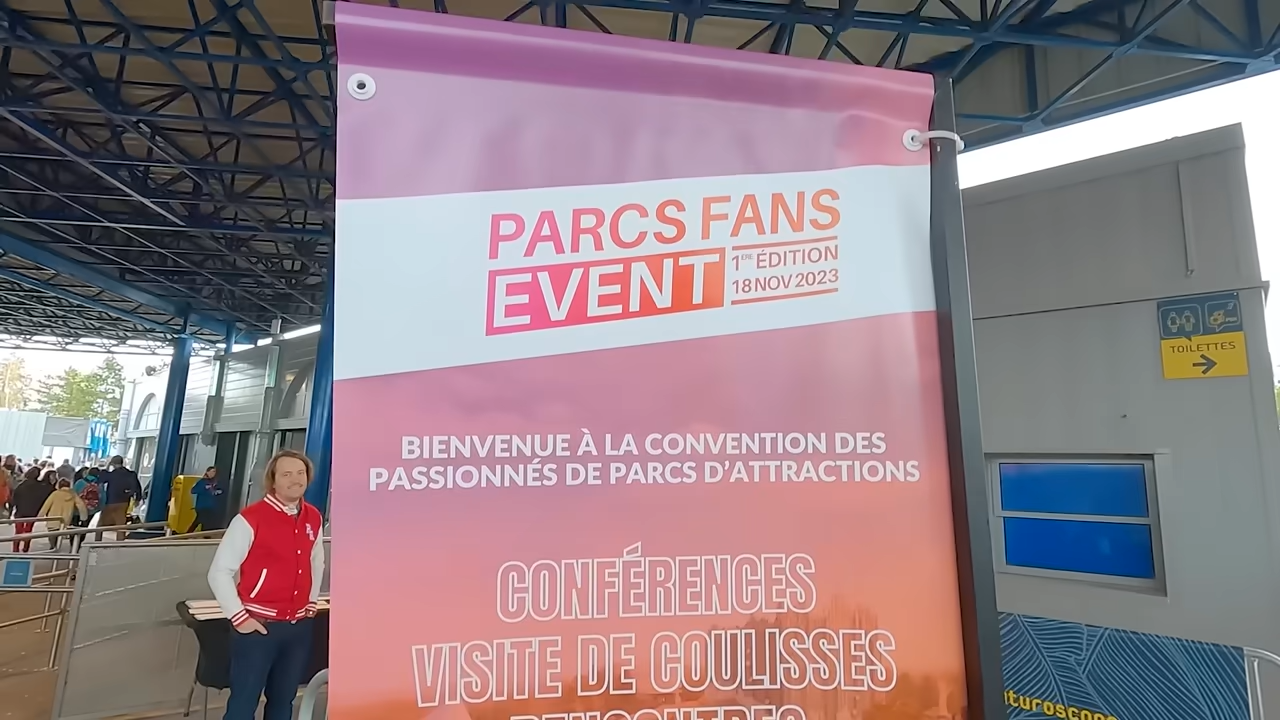 PARCS FANS
EVENT
1ÈRE ÉDITION
18 NOV 2023
BIENVENUE À LA CONVENTION DES
PASSIONNÉS DE PARCS D'ATTRACTIONS
CONFÉRENCES
VISITE DE COULISSES
RENCONTRES
TOILETTES